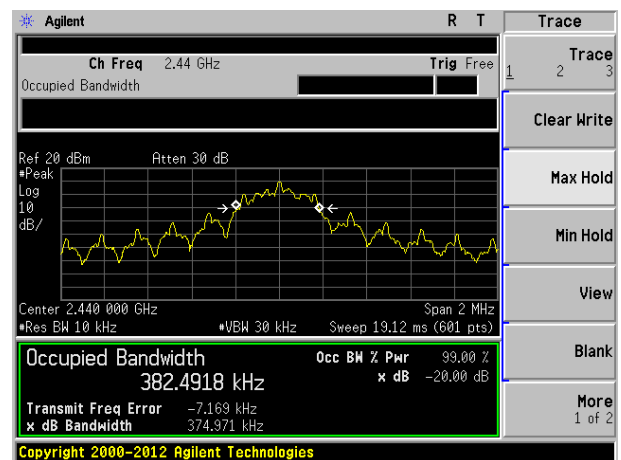 Agilent R T Trace
Ch Freq 2.44 GHz Trig Free
Occupied Bandwidth
Trace
1 2 3
Clear Write
Max Hold
Min Hold
View
Blank
More
1 of 2
Ref 20 dBm Atten 30 dB
#Peak
Log
10
dB/
Center 2.440 000 GHz Span 2 MHz
#Res BW 10 kHz #VBW 30 kHz Sweep 19.12 ms (601 pts)
Occupied Bandwidth Occ BW % Pwr 99.00 %
382.4918 kHz x dB -20.00 dB
Transmit Freq Error -7.169 kHz
x dB Bandwidth 374.971 kHz
Copyright 2000-2012 Agilent Technologies